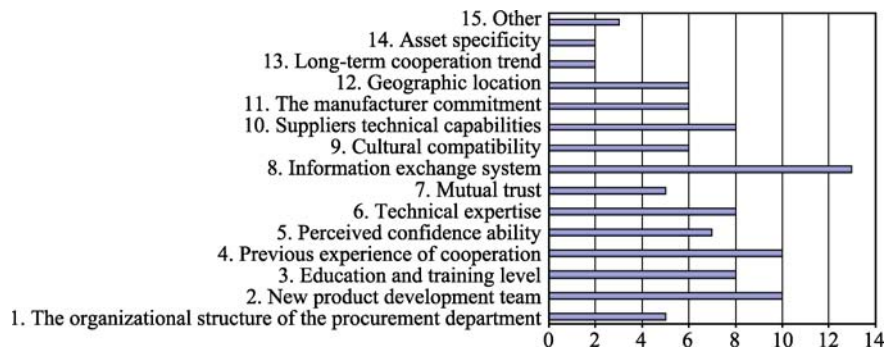 15. Other
14. Asset specificity
13. Long-term cooperation trend
12. Geographic location
11. The manufacturer commitment
10. Suppliers technical capabilities
9. Cultural compatibility
8. Information exchange system
7. Mutual trust
6. Technical expertise
5. Perceived confidence ability
4. Previous experience of cooperation
3. Education and training level
2. New product development team
1. The organizational structure of the procurement department
0 2 4 6 8 10 12 14